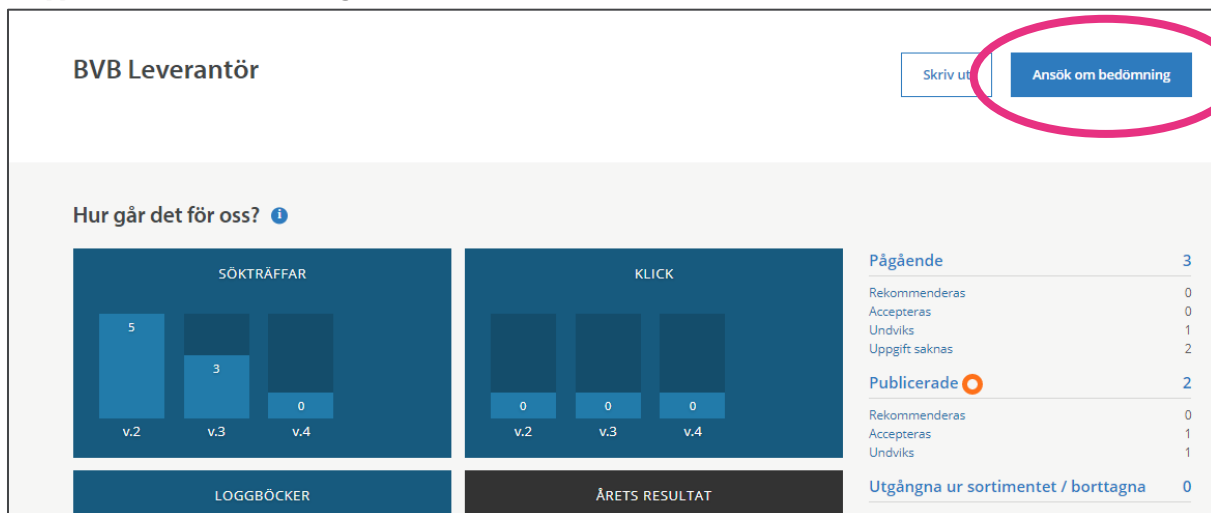 BVB Leverantör
Skriv ut
Ansök om bedömning
Hur går det för oss?
SÖKTRÄFFAR
5
3
0
v.2 v.3 v.4
KLICK
0 0 0
v.2 v.3 v.4
LOGGBÖCKER
ÅRETS RESULTAT
Pågående 3
Rekommenderas 0
Accepteras 0
Undviks 1
Uppgift saknas 2
Publicerade 2
Rekommenderas 0
Accepteras 1
Undviks 1
Utgångna ur sortimentet / borttagna 0